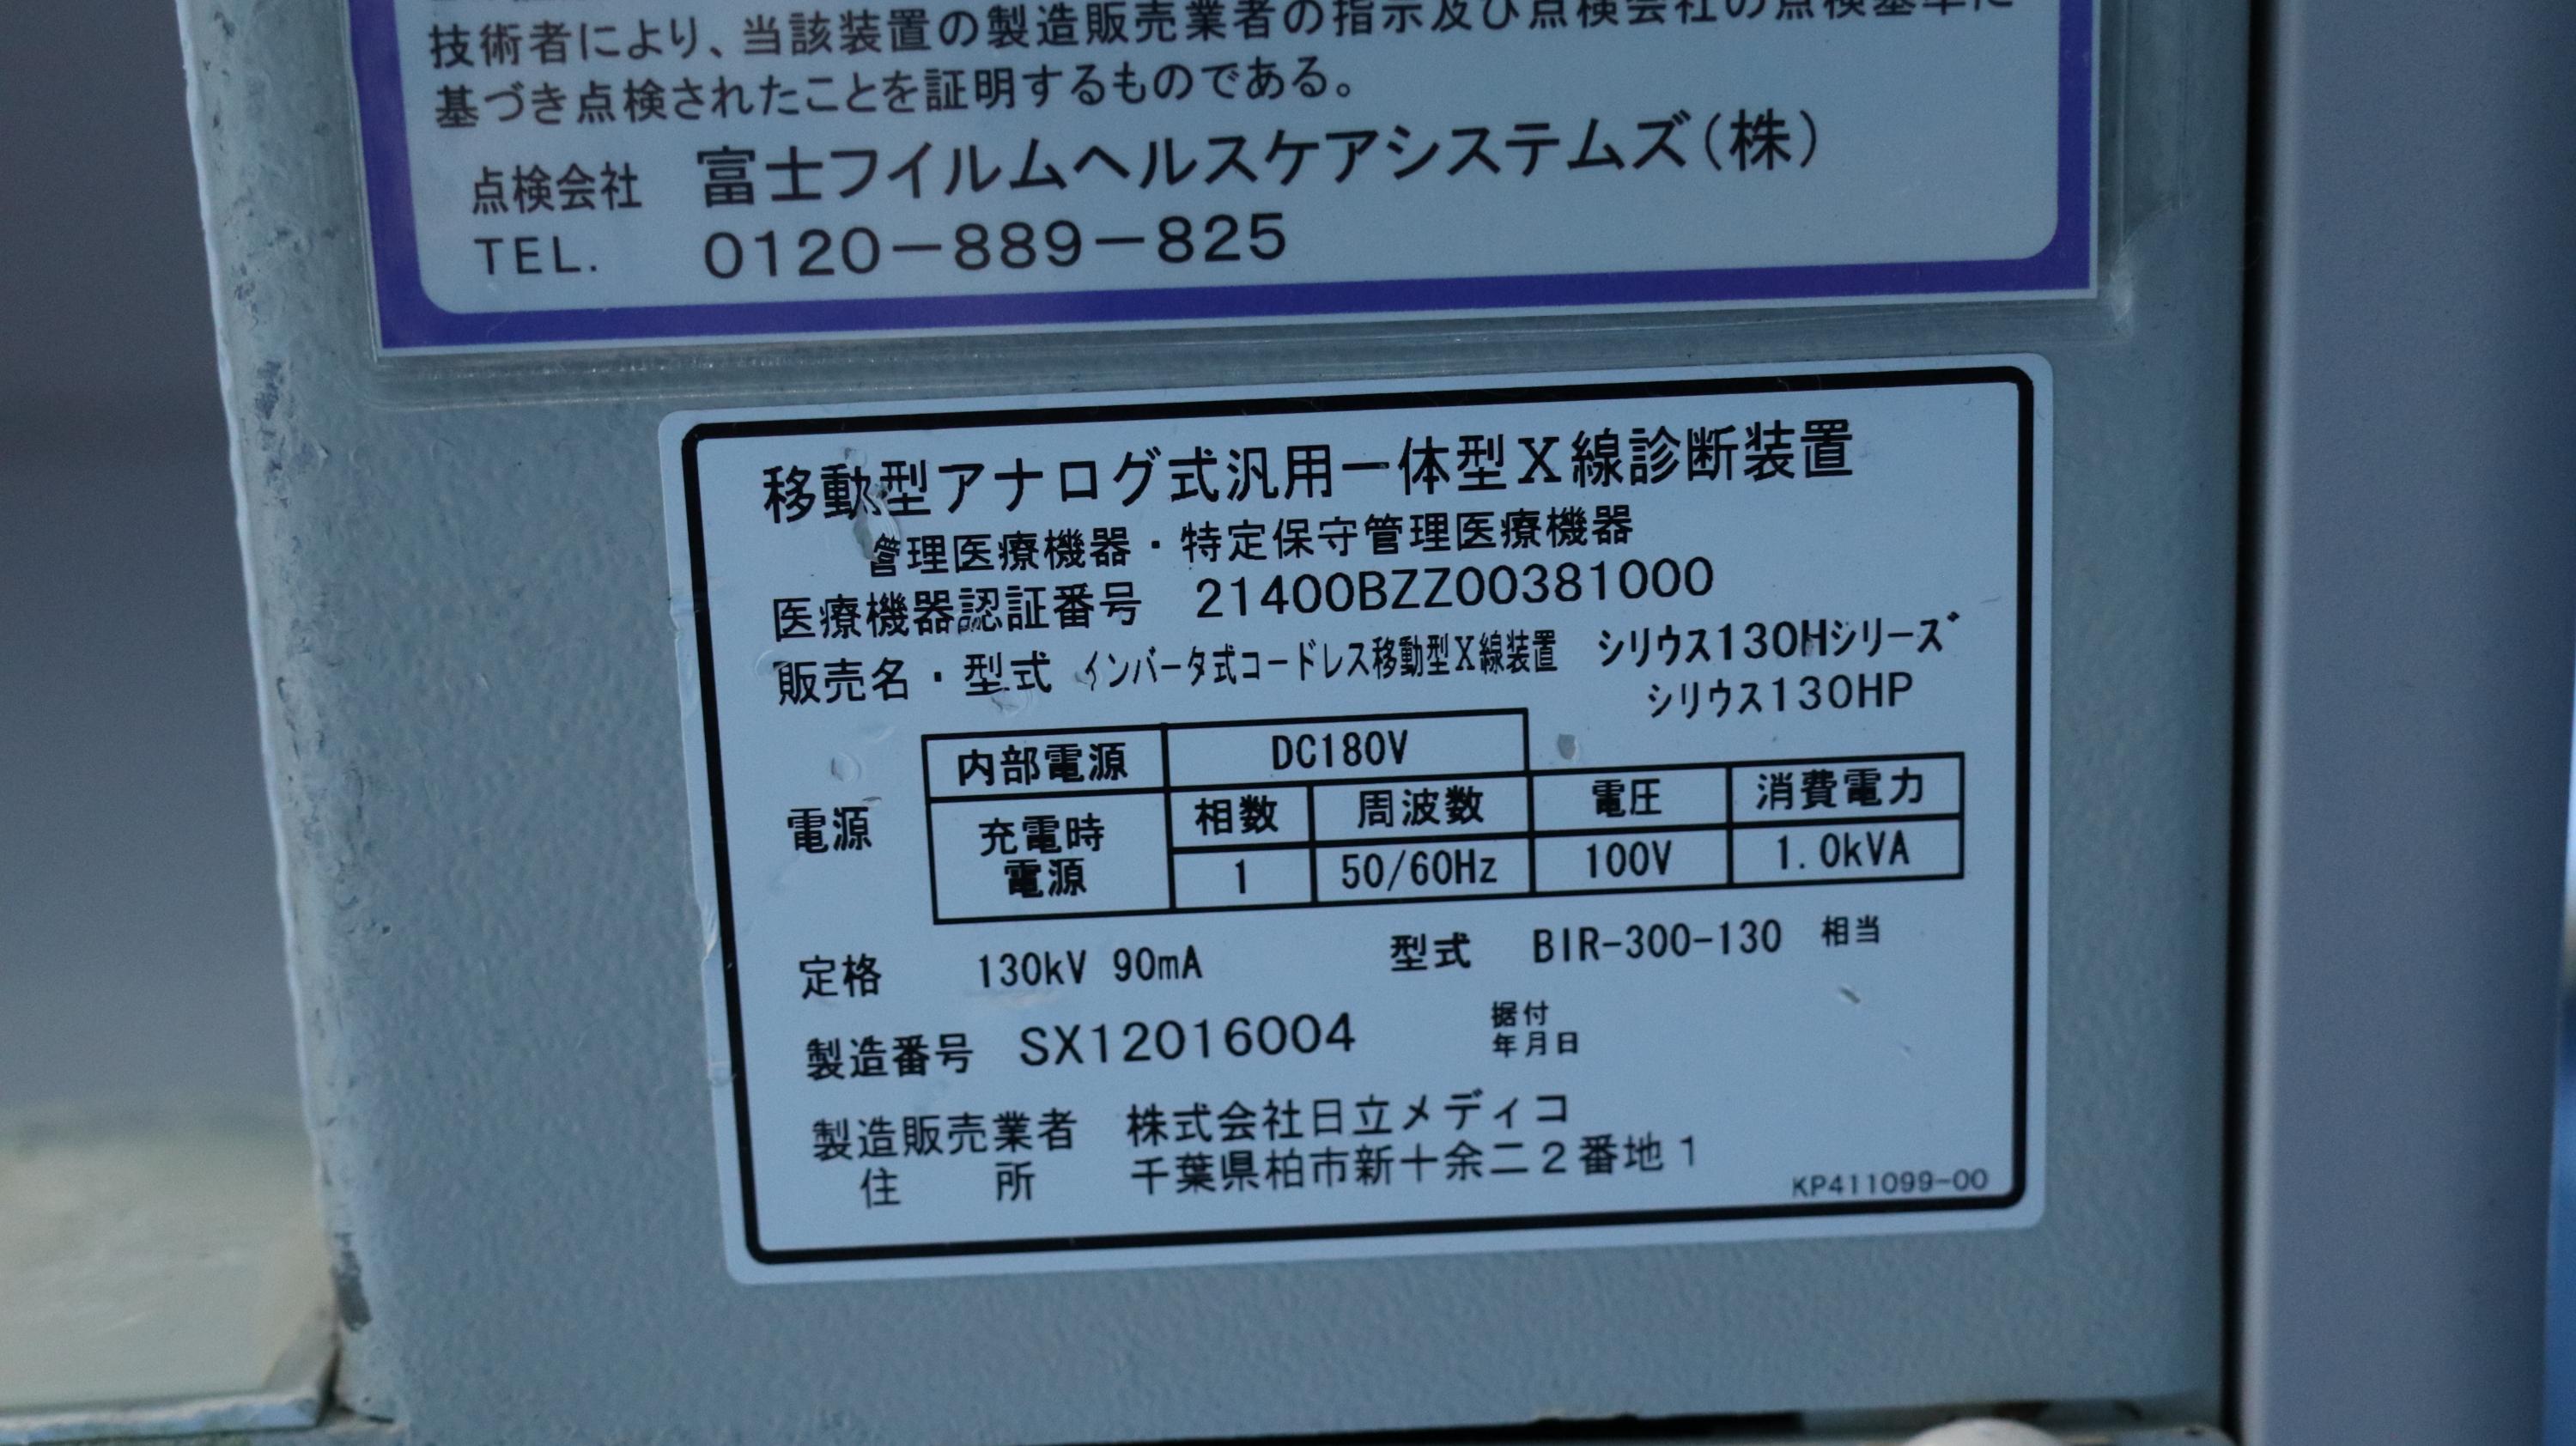 技術者により、当該装置の製造販売業者の指示及び点検会社の点検基準に
基づき点検されたことを証明するものである。
点検会社 富士フイルムヘルスケアシステムズ(株)
TEL. 0120-889-825
移動型アナログ式汎用一体型X線診断装置
管理医療機器・特定保守管理医療機器
医療機器認証番号 21400BZZ00381000
販売名・型式 インバータ式コードレス移動型X線装置 シリウス130Hシリーズ
シリウス130HP
内部電源 DC180V
電源 充電時電源 相数 周波数 電圧 消費電力
1 50/60Hz 100V 1.0kVA
定格 130kV 90mA 型式 BIR-300-130 相当
製造番号 SX12016004 据付年月日
製造販売業者 株式会社日立メディコ
住所 千葉県柏市新十余二2番地1
KP411099-00